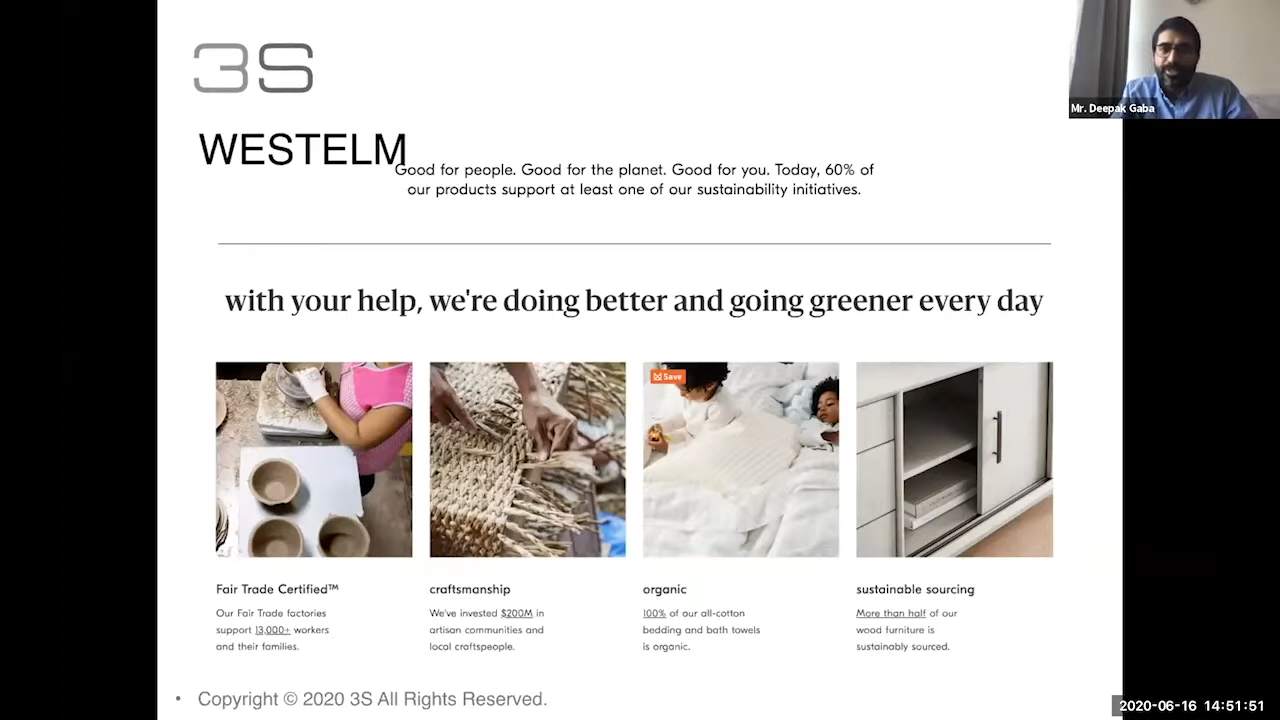 3S
Mr. Deepak Gaba
WESTELM
Good for people. Good for the planet. Good for you. Today, 60% of
our products support at least one of our sustainability initiatives.
with your help, we're doing better and going greener every day
Save
Fair Trade Certified™
Our Fair Trade factories
support 13,000+ workers
and their families.
craftsmanship
We've invested $200M in
artisan communities and
local craftspeople.
organic
100% of our all-cotton
bedding and bath towels
is organic.
sustainable sourcing
More than half of our
wood furniture is
sustainably sourced.
• Copyright © 2020 3S All Rights Reserved.
2020-06-16 14:51:51